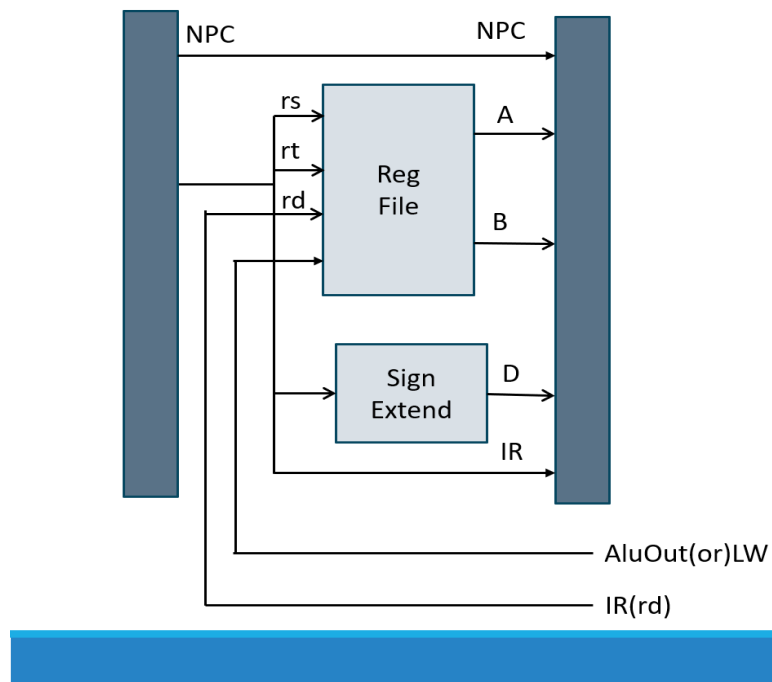 NPC
NPC
rs
A
rt
Reg
File
rd
B
Sign
Extend
D
IR
AluOut(or)LW
IR(rd)